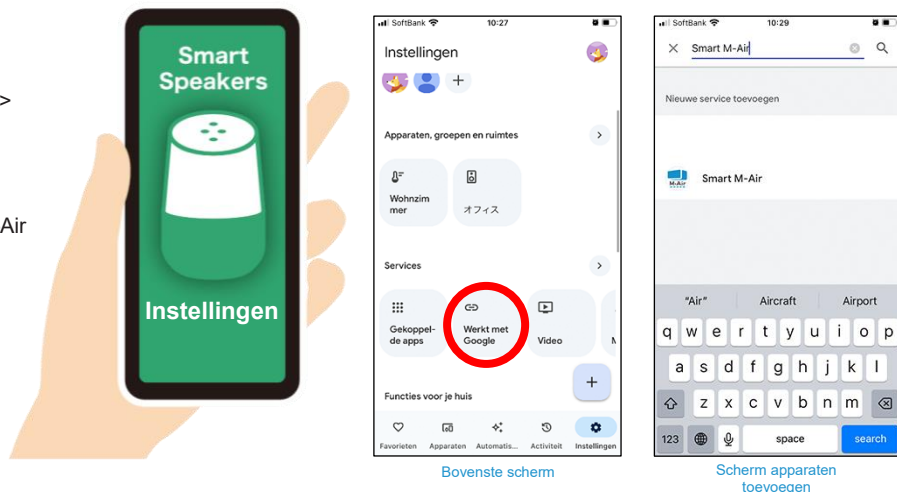 >
Air
Smart
Speakers
Instellingen
SoftBank
10:27
Instellingen
Apparaten, groepen en ruimtes
Wohnzim
mer
オフィス
Services
Gekoppel-
de apps
Werkt met
Google
Video
Functies voor je huis
Favorieten
Apparaten
Automatis...
Activiteit
Instellingen
Bovenste scherm
SoftBank
10:29
Smart M-Air
Nieuwe service toevoegen
M-Air
Smart M-Air
"Air"
Aircraft
Airport
q w e r t y u i o p
a s d f g h j k l
z x c v b n m
123
space
search
Scherm apparaten
toevoegen